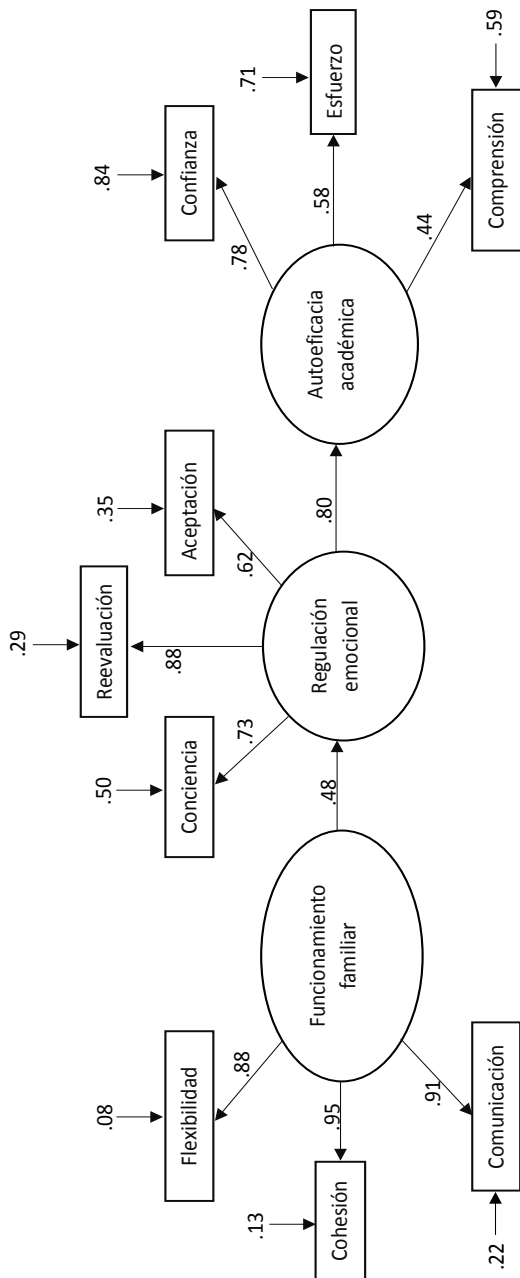 .08
Flexibilidad
.88
.13
Cohesión
.95
.22
Comunicación
.91
Funcionamiento
familiar
.48
.50
Conciencia
.73
.29
Reevaluación
.88
.35
Aceptación
.62
Regulación
emocional
.80
.84
Confianza
.78
.71
Esfuerzo
.58
.59
Comprensión
.44
Autoeficacia
académica